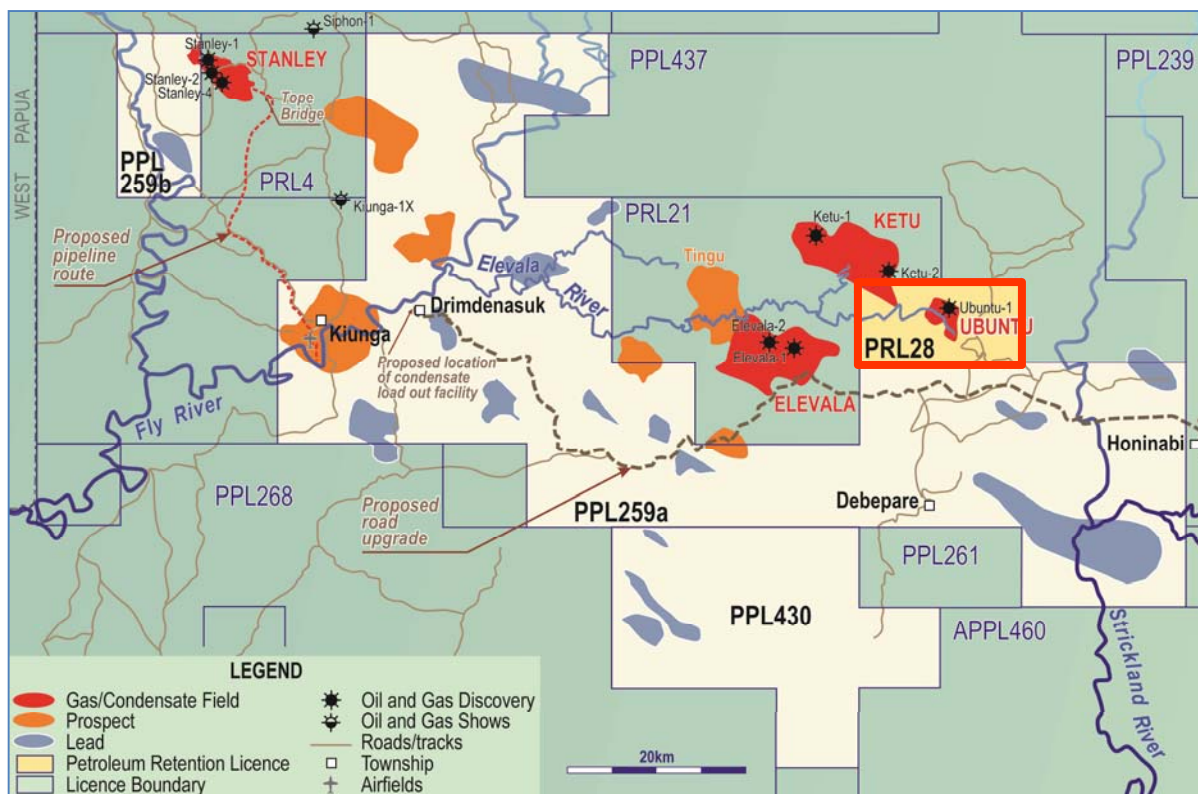 Siphon-1
Stanley-1
STANLEY
Stanley-2
Stanley-4
Tope
Bridge
PPL437
PPL239
WEST PAPUA
PPL
259b
PRL4
Kiunga-1X
PRL21
Ketu-1
KETU
Proposed
pipeline
route
Elevala
River
Tingu
Kctu-2
Ubuntu-1
UBUNTU
Drimdenasuk
Kiunga
Elevala-2
Elevala-1
PRL28
Proposed location
of condensate
load out facility
ELEVALA
Fly River
Honinabi
PPL268
Proposed
road
upgrade
PPL259a
Debepare
PPL261
PPL430
APPL460
Strickland River
LEGEND
Gas/Condensate Field
Prospect
Lead
Petroleum Retention Licence
Licence Boundary
Oil and Gas Discovery
Oil and Gas Shows
Roads/tracks
Township
Airfields
20km